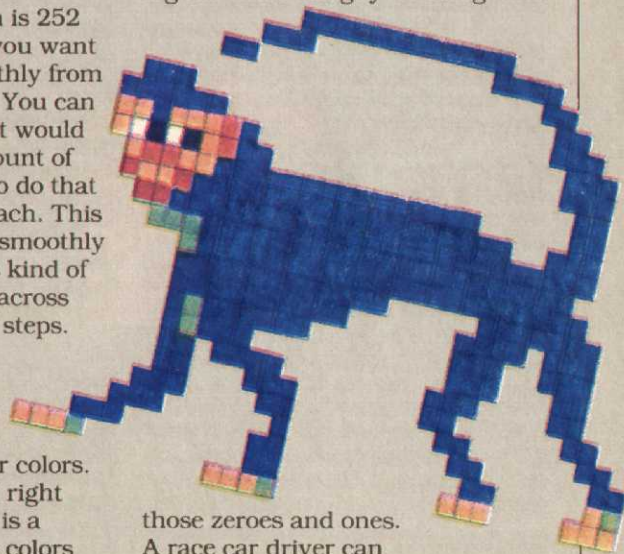 n is 252
you want
thly from
You can
t would
ount of
o do that
ach. This
smoothly
kind of
across
steps.
r colors.
right
is a
colors
those zeroes and ones.
A race car driver can